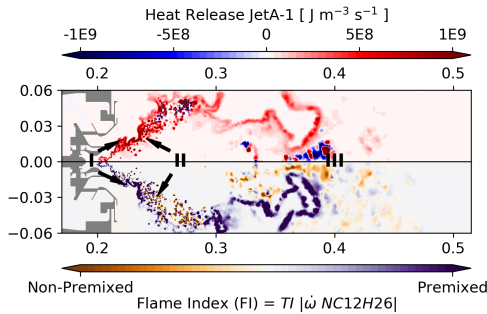 Heat Release JetA-1 [ J m⁻³ s⁻¹ ]
-1E9 -5E8 0 5E8 1E9
0.2 0.3 0.4 0.5
0.06
0.03
0.00
−0.03
−0.06
I II III
0.2 0.3 0.4 0.5
Non-Premixed Premixed
Flame Index (FI) = TI |ω̇ NC12H26|